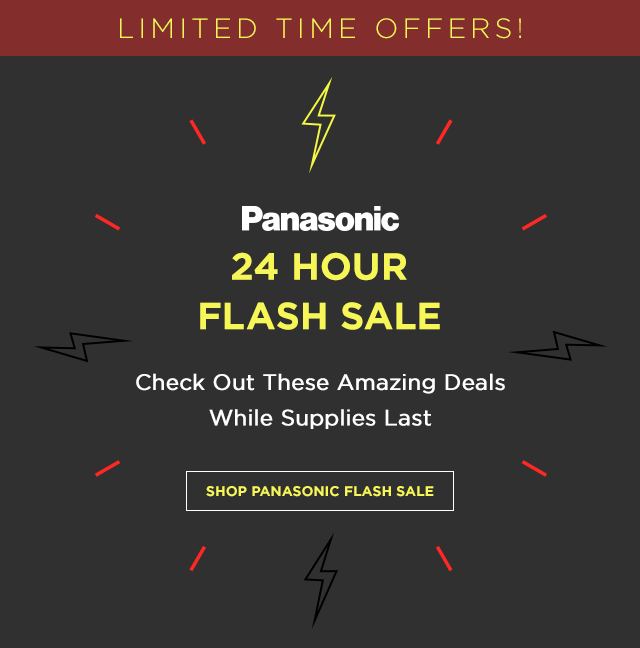 LIMITED TIME OFFERS!
Panasonic
24 HOUR
FLASH SALE
Check Out These Amazing Deals
While Supplies Last
SHOP PANASONIC FLASH SALE